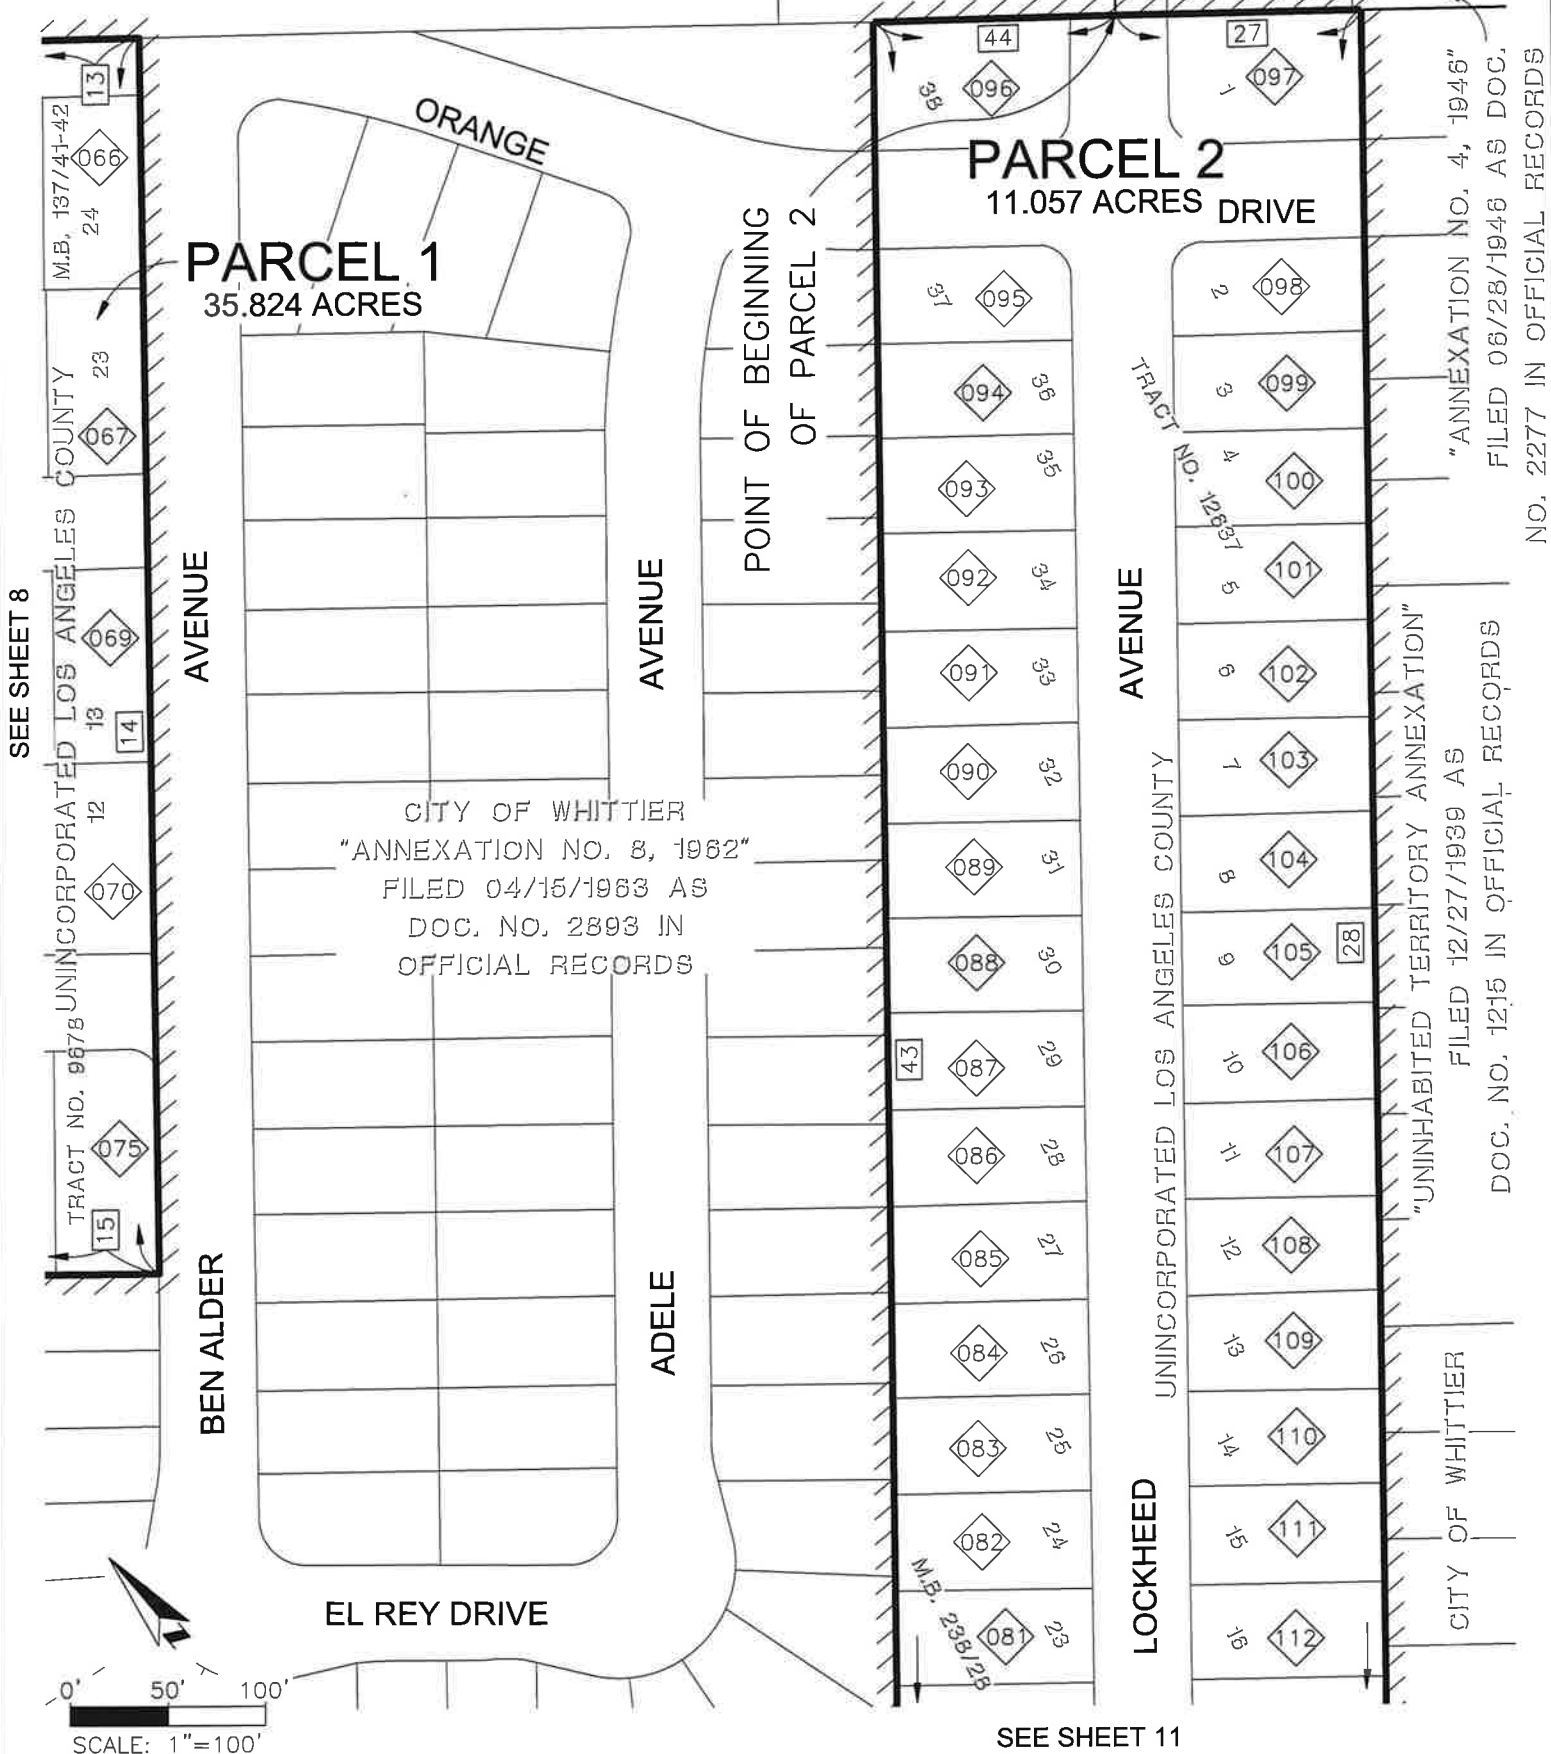 13
M.B. 137/41-42
066
24
PARCEL 1
35.824 ACRES
23
067
UNINCORPORATED LOS ANGELES COUNTY
SEE SHEET 8
069
13
14
12
070
TRACT NO. 9678
075
15
ORANGE
DRIVE
BEN ALDER
AVENUE
ADELE
AVENUE
CITY OF WHITTIER
"ANNEXATION NO. 8, 1962"
FILED 04/15/1963 AS
DOC. NO. 2893 IN
OFFICIAL RECORDS
EL REY DRIVE
0' 50' 100'
SCALE: 1"=100'
POINT OF BEGINNING
OF PARCEL 2
PARCEL 2
11.057 ACRES
44
27
38 096
1 097
37 095
2 098
094 36
3 099
093 35
4 100
092 34
5 101
091 33
6 102
090 32
7 103
089 31
8 104
088 30
9 105
28
43
087 29
10 106
086 28
11 107
085 27
12 108
084 26
13 109
083 25
14 110
082 24
15 111
081 23
16 112
TRACT NO. 12637
M.B. 238/28
LOCKHEED
AVENUE
UNINCORPORATED LOS ANGELES COUNTY
"ANNEXATION NO. 4, 1946"
FILED 06/28/1946 AS DOC.
NO. 2277 IN OFFICIAL RECORDS
"UNINHABITED TERRITORY ANNEXATION"
FILED 12/27/1939 AS
DOC. NO. 1215 IN OFFICIAL RECORDS
CITY OF WHITTIER
SEE SHEET 11
N